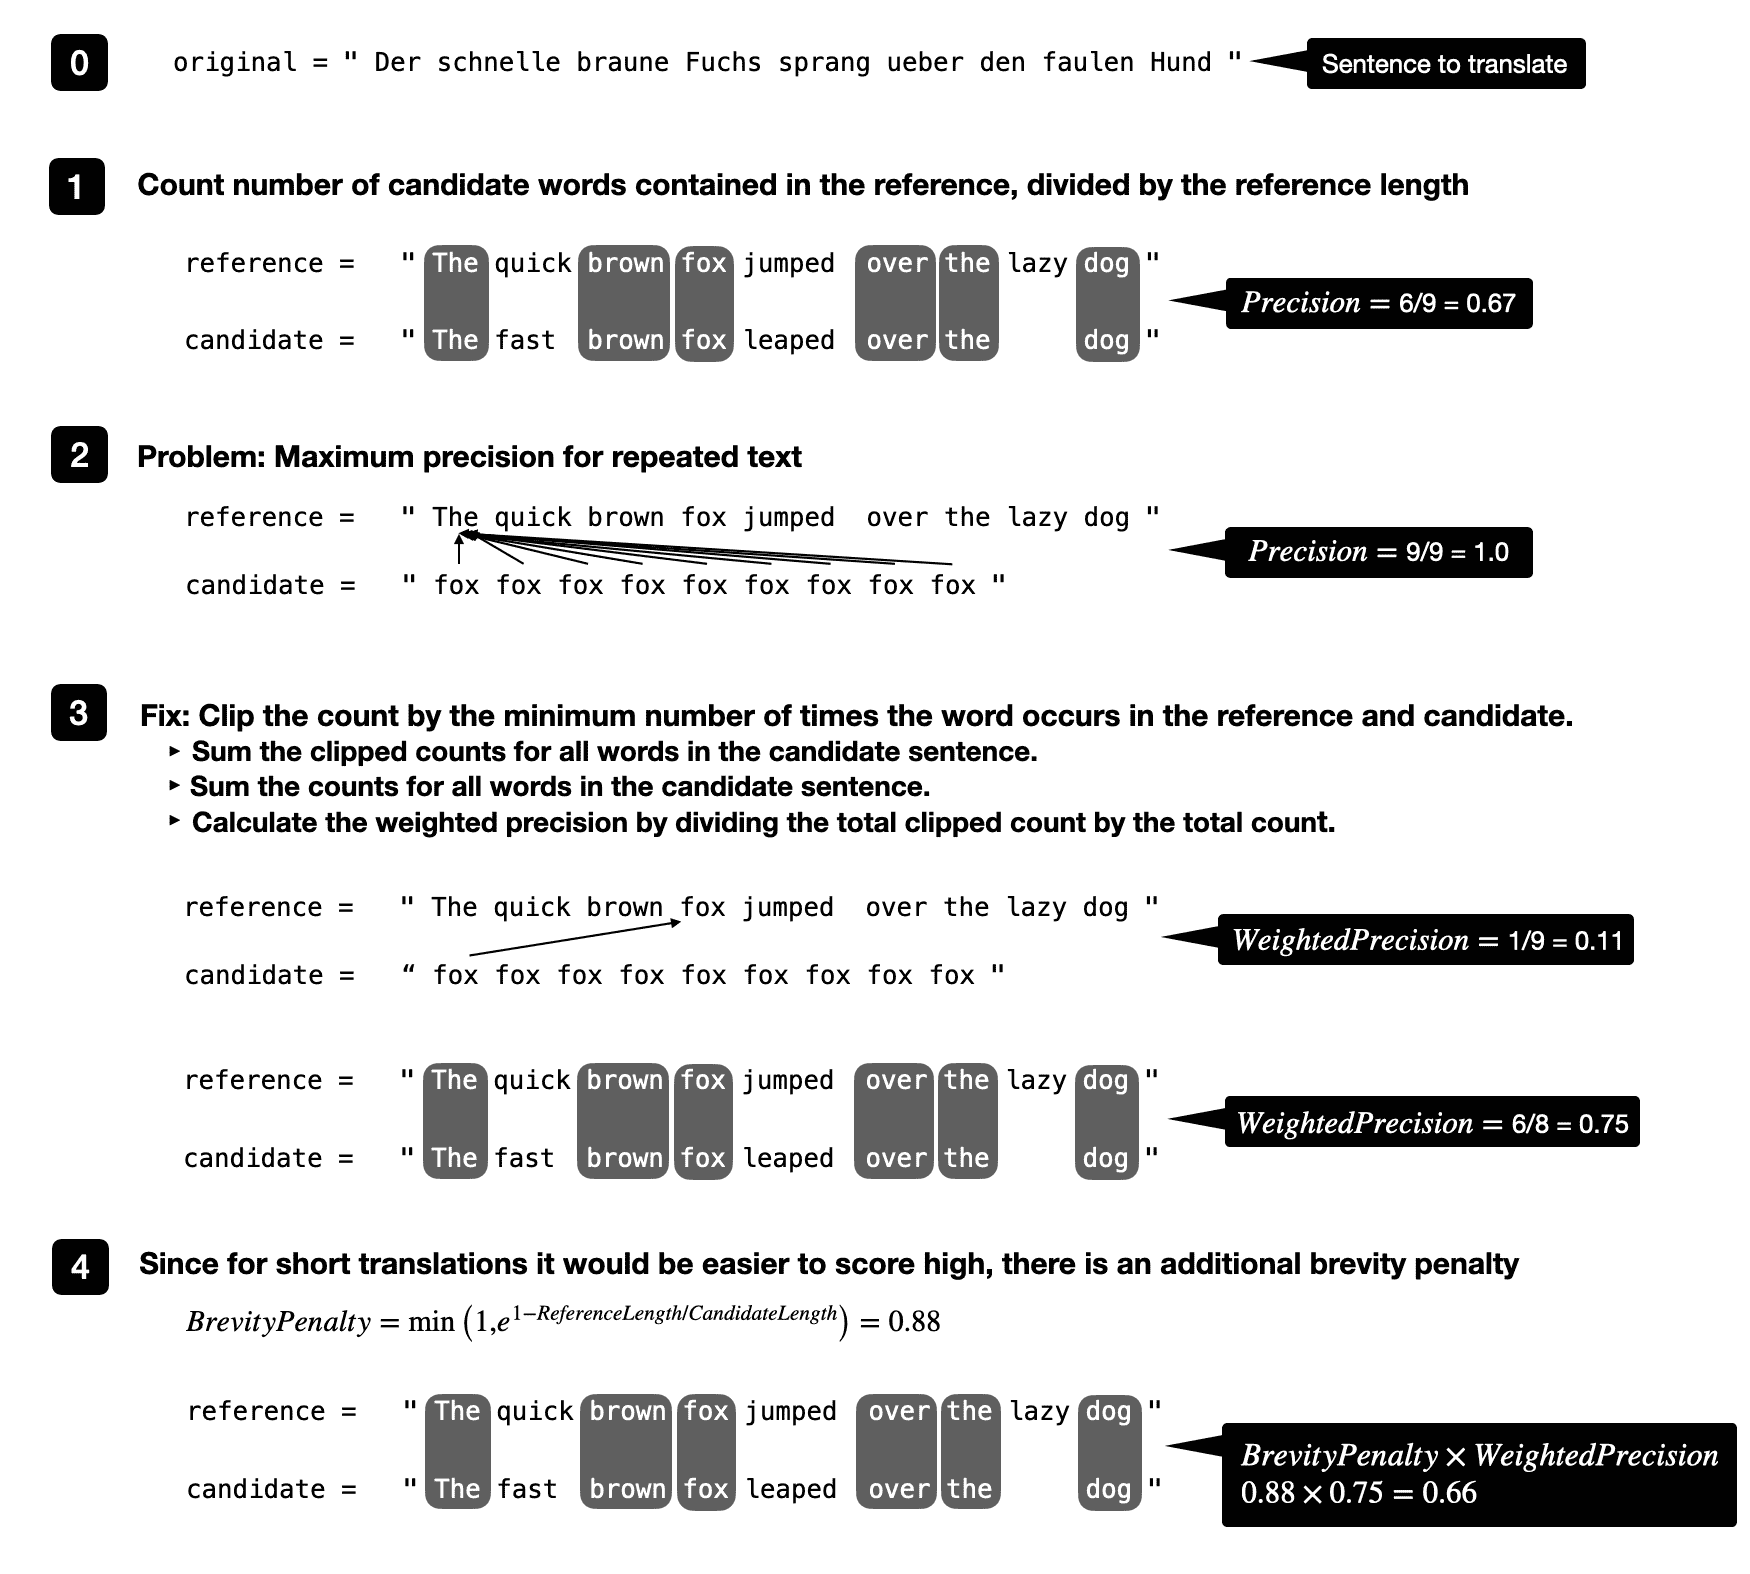 0
original = " Der schnelle braune Fuchs sprang ueber den faulen Hund "
Sentence to translate
1
Count number of candidate words contained in the reference, divided by the reference length
reference = " The quick brown fox jumped over the lazy dog "
candidate = " The fast brown fox leaped over the dog "
Precision = 6/9 = 0.67
2
Problem: Maximum precision for repeated text
reference = " The quick brown fox jumped over the lazy dog "
candidate = " fox fox fox fox fox fox fox fox fox "
Precision = 9/9 = 1.0
3
Fix: Clip the count by the minimum number of times the word occurs in the reference and candidate.
▸ Sum the clipped counts for all words in the candidate sentence.
▸ Sum the counts for all words in the candidate sentence.
▸ Calculate the weighted precision by dividing the total clipped count by the total count.
reference = " The quick brown fox jumped over the lazy dog "
candidate = “ fox fox fox fox fox fox fox fox fox "
WeightedPrecision = 1/9 = 0.11
reference = " The quick brown fox jumped over the lazy dog "
candidate = " The fast brown fox leaped over the dog "
WeightedPrecision = 6/8 = 0.75
4
Since for short translations it would be easier to score high, there is an additional brevity penalty
BrevityPenalty = min (1,e^{1−ReferenceLength/CandidateLength}) = 0.88
reference = " The quick brown fox jumped over the lazy dog "
candidate = " The fast brown fox leaped over the dog "
BrevityPenalty × WeightedPrecision
0.88 × 0.75 = 0.66